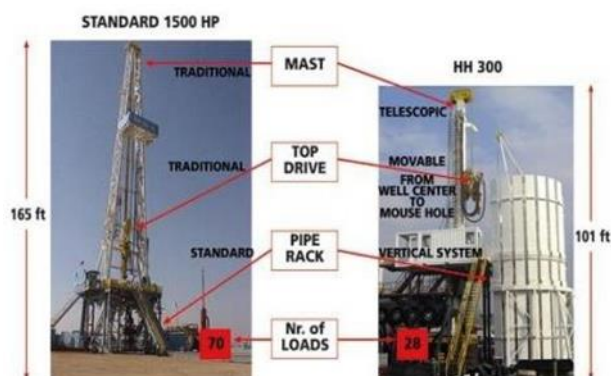 STANDARD 1500 HP
HH 300
MAST
TRADITIONAL
TELESCOPIC
TOP
DRIVE
TRADITIONAL
MOVABLE
FROM
WELL CENTER
TO
MOUSE HOLE
165 ft
101 ft
PIPE
RACK
STANDARD
VERTICAL SYSTEM
70
Nr. of
LOADS
28